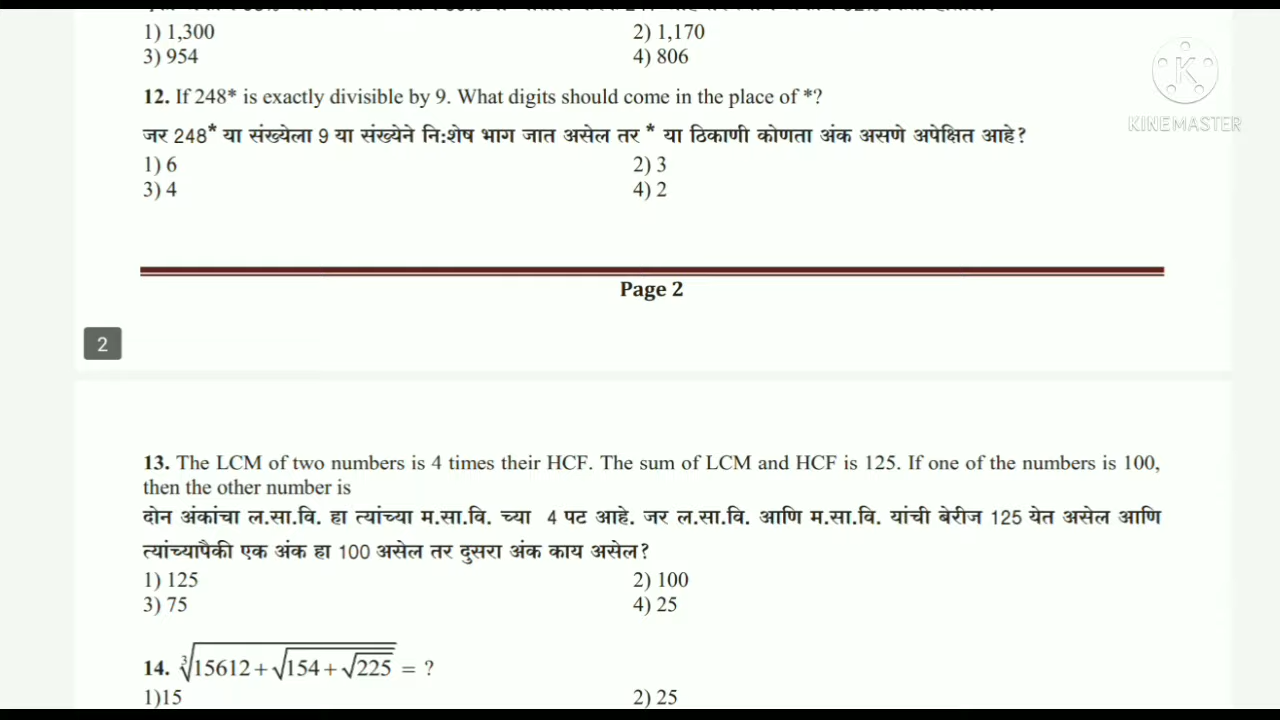 1) 1,300 2) 1,170
3) 954 4) 806
12. If 248* is exactly divisible by 9. What digits should come in the place of *?
जर 248* या संख्येला 9 या संख्येने नि:शेष भाग जात असेल तर * या ठिकाणी कोणता अंक असणे अपेक्षित आहे?
1) 6 2) 3
3) 4 4) 2
KINEMASTER
Page 2
2
13. The LCM of two numbers is 4 times their HCF. The sum of LCM and HCF is 125. If one of the numbers is 100,
then the other number is
दोन अंकांचा ल.सा.वि. हा त्यांच्या म.सा.वि. च्या 4 पट आहे. जर ल.सा.वि. आणि म.सा.वि. यांची बेरीज 125 येत असेल आणि
त्यांच्यापैकी एक अंक हा 100 असेल तर दुसरा अंक काय असेल?
1) 125 2) 100
3) 75 4) 25
14. ∛(15612+√(154+√225)) = ?
1)15 2) 25